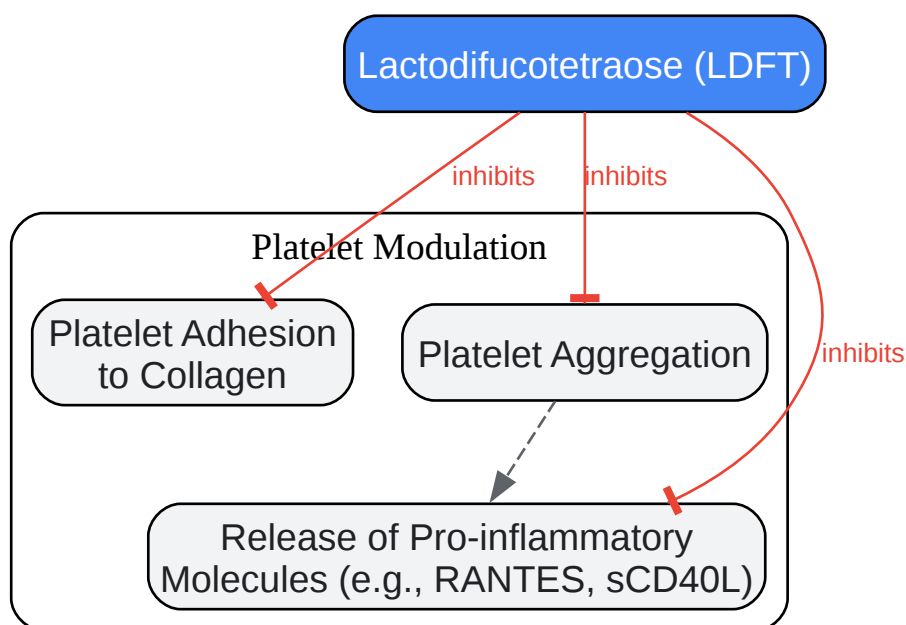 Lactodifucotetraose (LDFT)
inhibits
inhibits
Platelet Modulation
Platelet Adhesion
to Collagen
Platelet Aggregation
inhibits
Release of Pro-inflammatory
Molecules (e.g., RANTES, sCD40L)